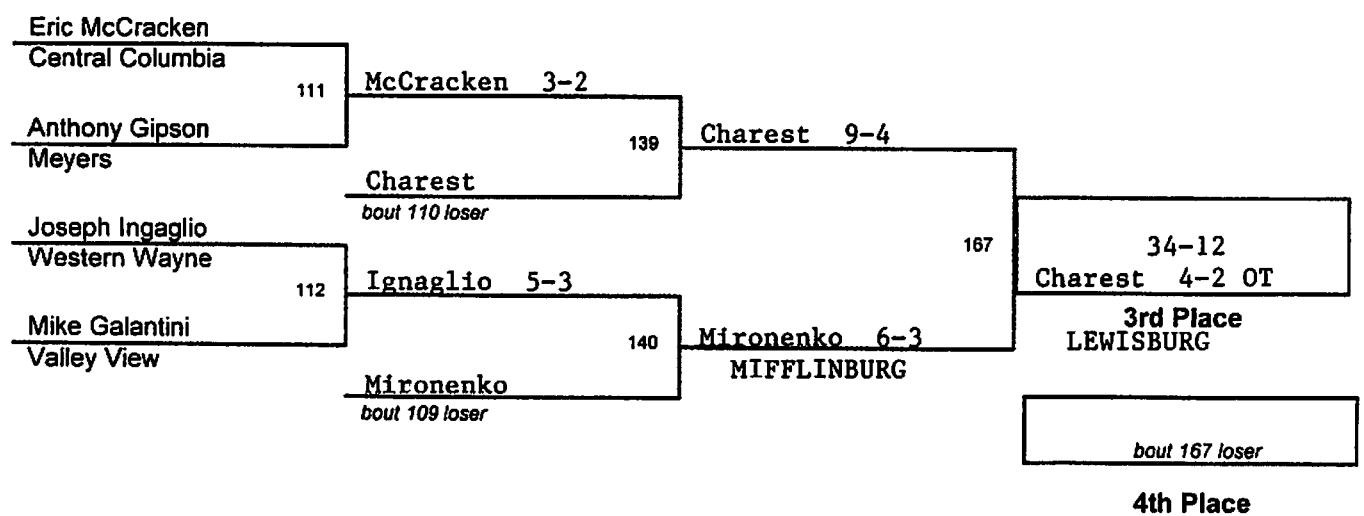 Eric McCracken
Central Columbia
111
McCracken 3-2
Anthony Gipson
Meyers
139
Charest 9-4
Charest
bout 110 loser
Joseph Ingaglio
Western Wayne
167
34-12
Charest 4-2 OT
3rd Place
LEWISBURG
112
Ignaglio 5-3
Mike Galantini
Valley View
140
Mironenko 6-3
MIFFLINBURG
Mironenko
bout 109 loser
bout 167 loser
4th Place